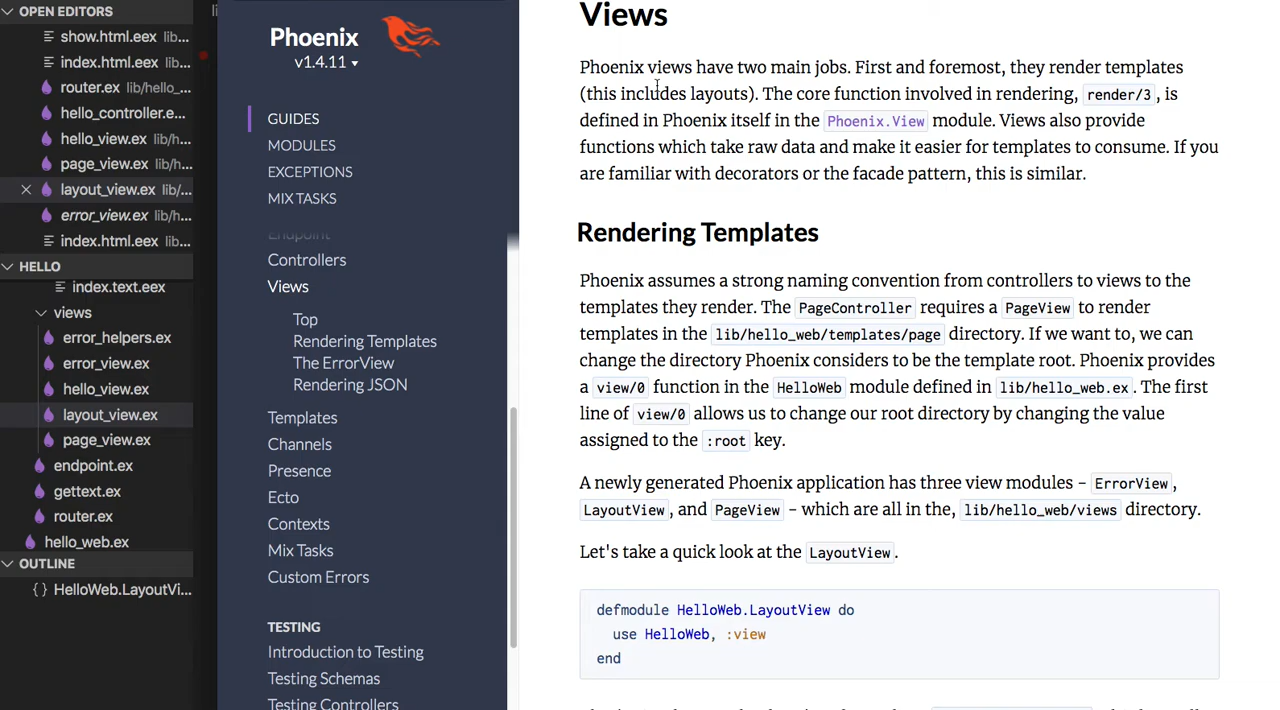 OPEN EDITORS
show.html.eex lib...
index.html.eex lib...
router.ex lib/hello_...
hello_controller.e...
hello_view.ex lib/h...
page_view.ex lib/h...
layout_view.ex lib/...
error_view.ex lib/h...
index.html.eex lib...
HELLO
index.text.eex
views
error_helpers.ex
error_view.ex
hello_view.ex
layout_view.ex
page_view.ex
endpoint.ex
gettext.ex
router.ex
hello_web.ex
OUTLINE
{} HelloWeb.LayoutVi...
li
Phoenix
v1.4.11
GUIDES
MODULES
EXCEPTIONS
MIX TASKS
Endpoint
Controllers
Views
Top
Rendering Templates
The ErrorView
Rendering JSON
Templates
Channels
Presence
Ecto
Contexts
Mix Tasks
Custom Errors
TESTING
Introduction to Testing
Testing Schemas
Testing Controllers
Views
Phoenix views have two main jobs. First and foremost, they render templates
(this includes layouts). The core function involved in rendering, render/3, is
defined in Phoenix itself in the Phoenix.View module. Views also provide
functions which take raw data and make it easier for templates to consume. If you
are familiar with decorators or the facade pattern, this is similar.
Rendering Templates
Phoenix assumes a strong naming convention from controllers to views to the
templates they render. The PageController requires a PageView to render
templates in the lib/hello_web/templates/page directory. If we want to, we can
change the directory Phoenix considers to be the template root. Phoenix provides
a view/0 function in the HelloWeb module defined in lib/hello_web.ex. The first
line of view/0 allows us to change our root directory by changing the value
assigned to the :root key.
A newly generated Phoenix application has three view modules - ErrorView,
LayoutView, and PageView - which are all in the, lib/hello_web/views directory.
Let's take a quick look at the LayoutView.
defmodule HelloWeb.LayoutView do
use HelloWeb, :view
end